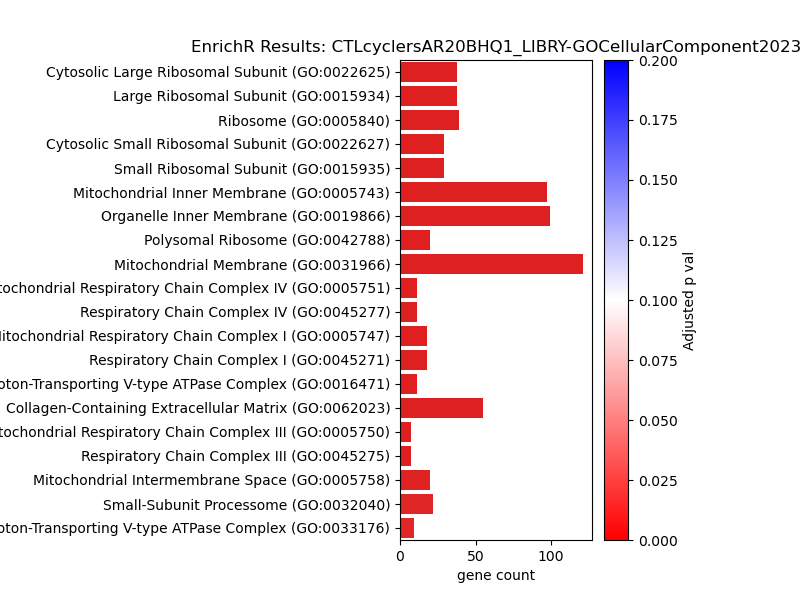 EnrichR Results: CTLcyclersAR20BHQ1_LIBRY-GOCellularComponent2023
Cytosolic Large Ribosomal Subunit (GO:0022625)
Large Ribosomal Subunit (GO:0015934)
Ribosome (GO:0005840)
Cytosolic Small Ribosomal Subunit (GO:0022627)
Small Ribosomal Subunit (GO:0015935)
Mitochondrial Inner Membrane (GO:0005743)
Organelle Inner Membrane (GO:0019866)
Polysomal Ribosome (GO:0042788)
Mitochondrial Membrane (GO:0031966)
tochondrial Respiratory Chain Complex IV (GO:0005751)
Respiratory Chain Complex IV (GO:0045277)
Mitochondrial Respiratory Chain Complex I (GO:0005747)
Respiratory Chain Complex I (GO:0045271)
oton-Transporting V-type ATPase Complex (GO:0016471)
Collagen-Containing Extracellular Matrix (GO:0062023)
tochondrial Respiratory Chain Complex III (GO:0005750)
Respiratory Chain Complex III (GO:0045275)
Mitochondrial Intermembrane Space (GO:0005758)
Small-Subunit Processome (GO:0032040)
oton-Transporting V-type ATPase Complex (GO:0033176)
0 50 100
gene count
0.200
0.175
0.150
0.125
0.100
0.075
0.050
0.025
0.000
Adjusted p val